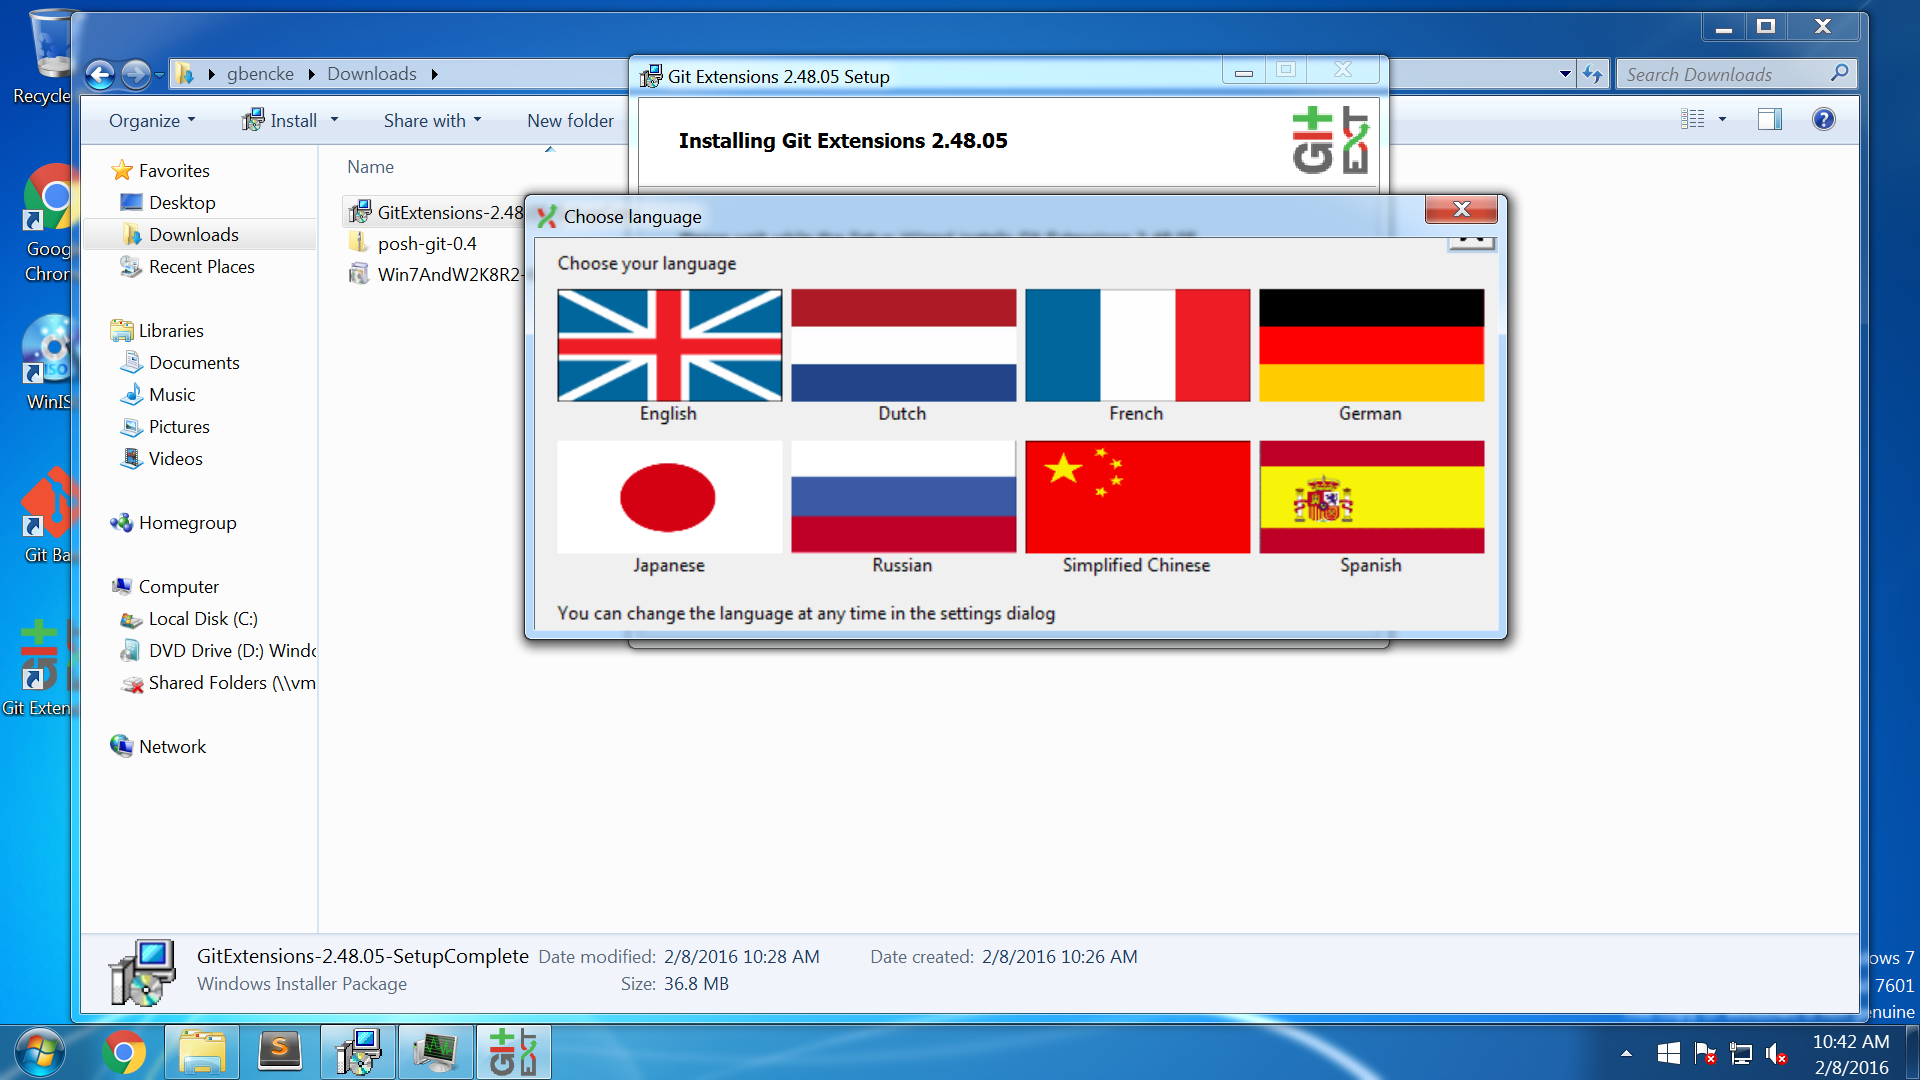 Recycle
gbencke
Downloads
Search Downloads
Git Extensions 2.48.05 Setup
Organize
Install
Share with
New folder
Installing Git Extensions 2.48.05
Git
EXT
Favorites
Desktop
Downloads
Recent Places
Libraries
Documents
Music
Pictures
Videos
Homegroup
Computer
Local Disk (C:)
DVD Drive (D:) Windo
Shared Folders (\\vm
Network
Name
GitExtensions-2.48
posh-git-0.4
Win7AndW2K8R2-
Choose language
Choose your language
English
Dutch
French
German
Japanese
Russian
Simplified Chinese
Spanish
You can change the language at any time in the settings dialog
Goog
Chron
WinIS
Git Ba
Git Exten
GitExtensions-2.48.05-SetupComplete
Date modified: 2/8/2016 10:28 AM
Date created: 2/8/2016 10:26 AM
Windows Installer Package
Size: 36.8 MB
ows 7
7601
enuine
10:42 AM
2/8/2016